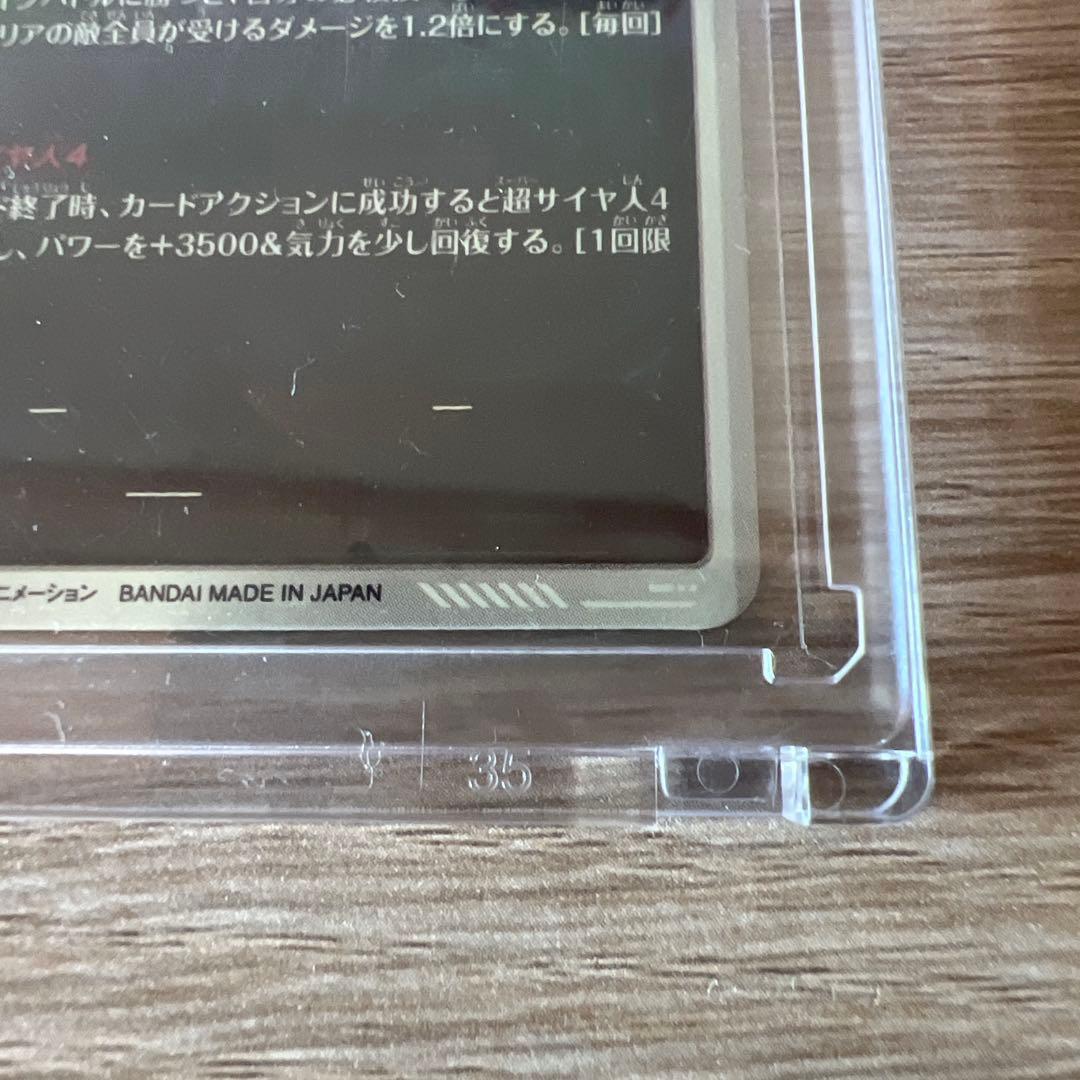 リアの敵全員が受けるダメージを1.2倍にする。[毎回]
ヤ人4
終了時、カードアクションに成功すると超サイヤ人4
し、パワーを+3500&気力を少し回復する。[1回限
ニメーション BANDAI MADE IN JAPAN
35